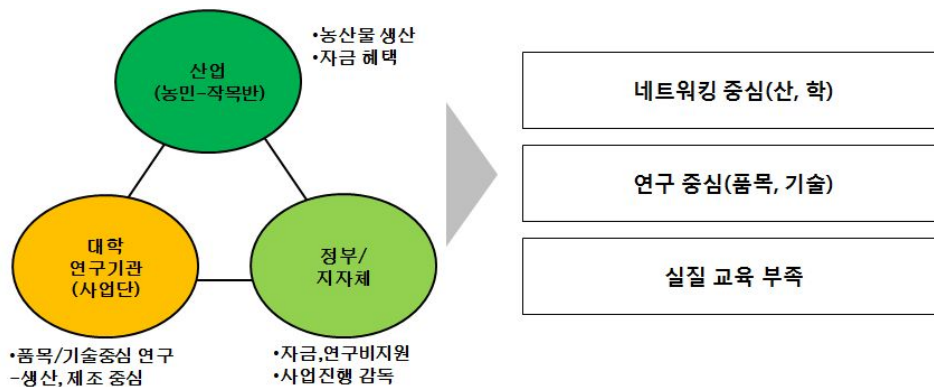 •농산물 생산
•자금 혜택
산업
(농민-작목반)
대학
연구기관
(사업단)
정부/
지자체
•품목/기술중심 연구
-생산, 제조 중심
•자금,연구비지원
•사업진행 감독
네트워킹 중심(산, 학)
연구 중심(품목, 기술)
실질 교육 부족